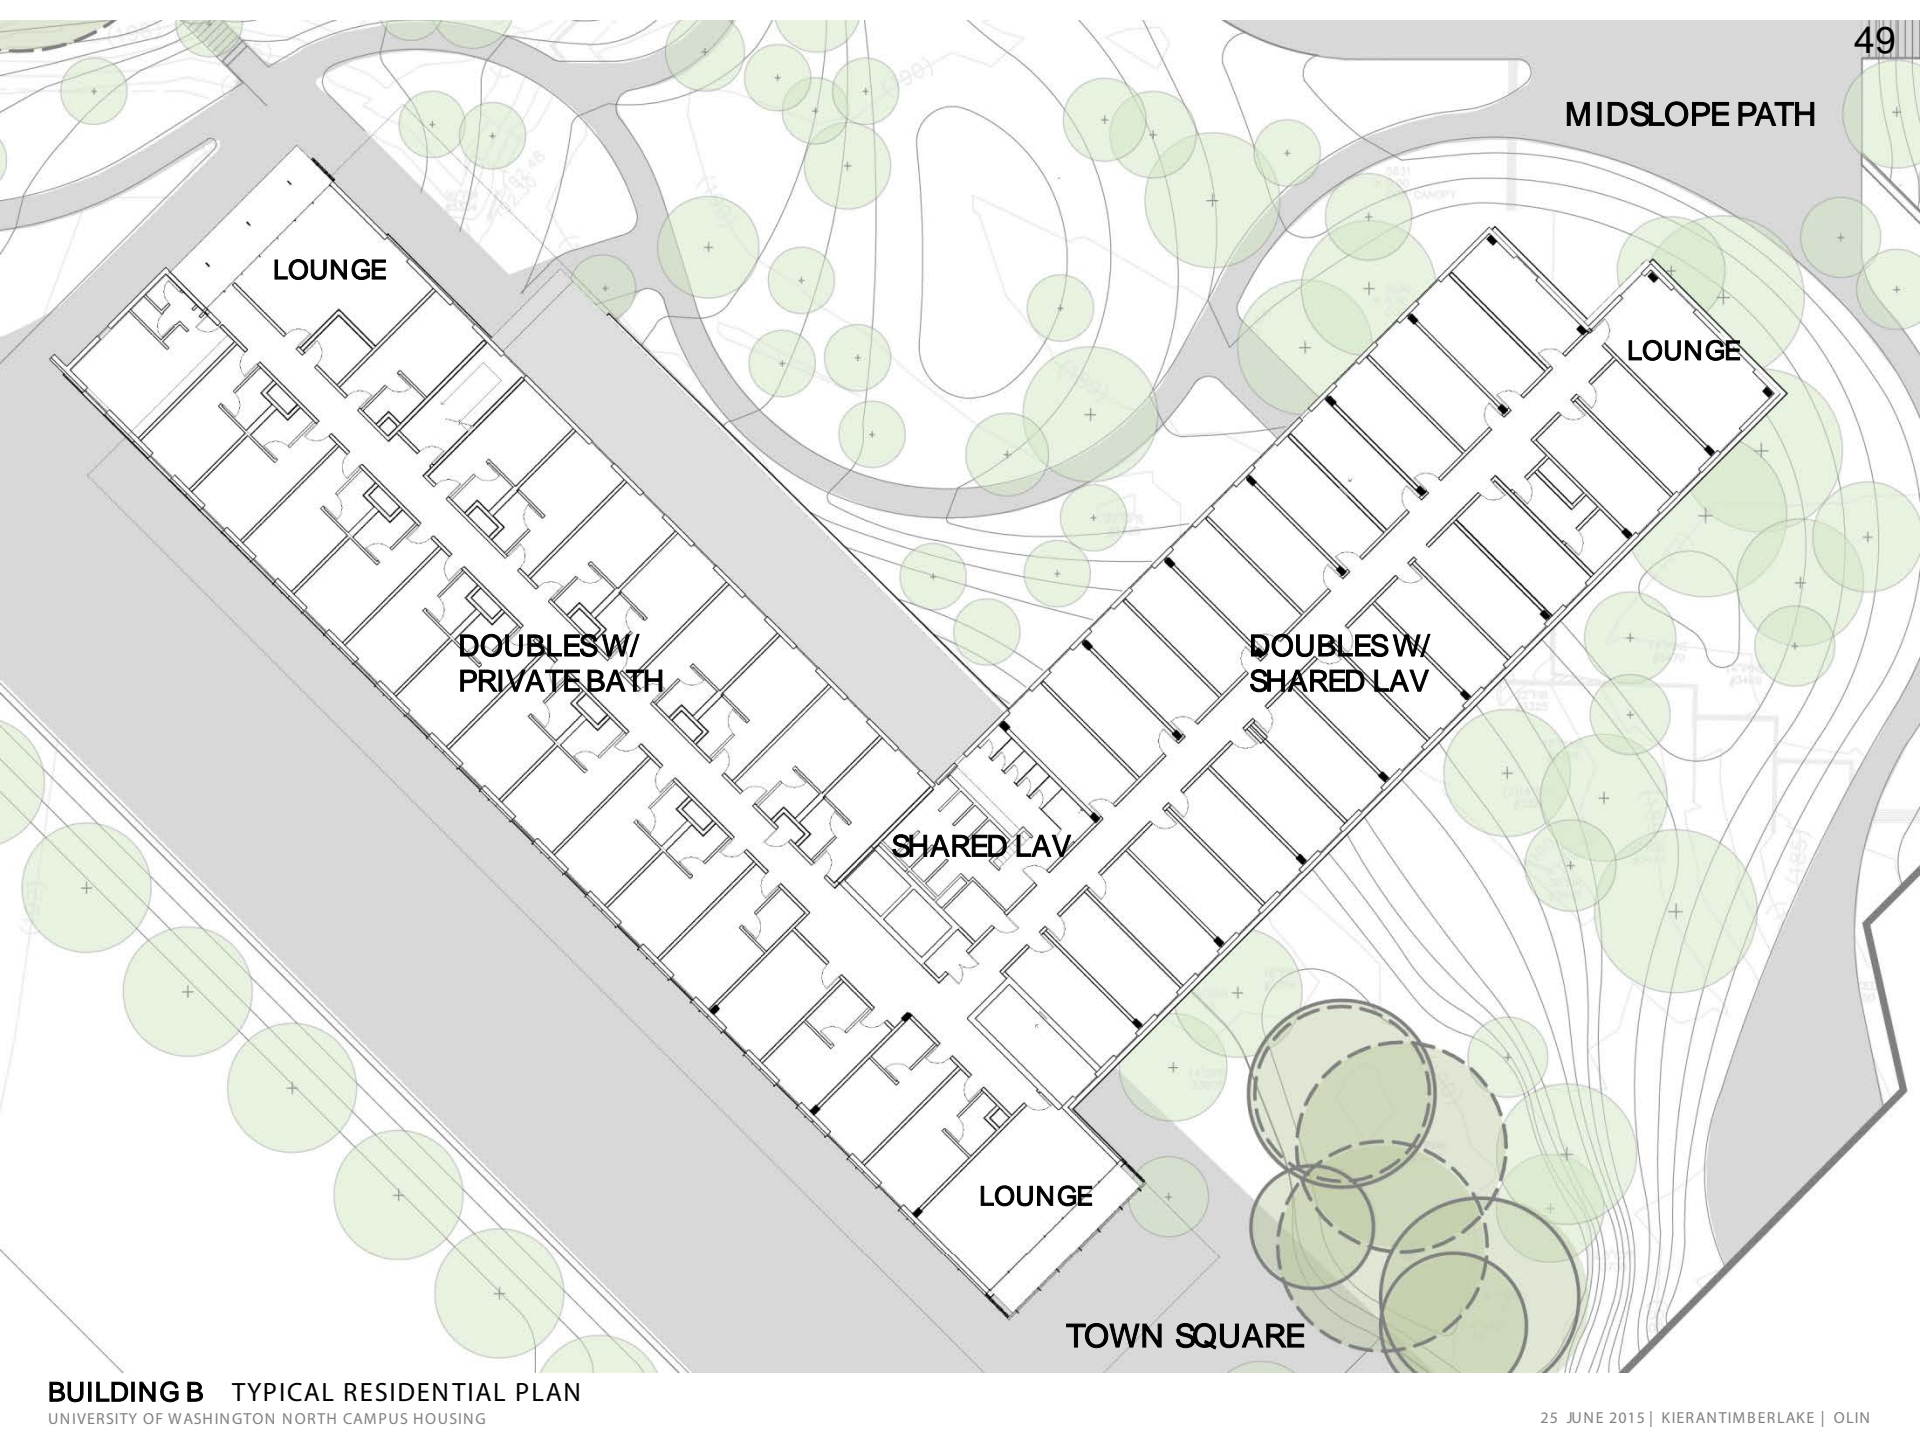 49
MIDSLOPE PATH
LOUNGE
LOUNGE
DOUBLES W/
PRIVATE BATH
DOUBLES W/
SHARED LAV
SHARED LAV
LOUNGE
TOWN SQUARE
BUILDING B TYPICAL RESIDENTIAL PLAN
UNIVERSITY OF WASHINGTON NORTH CAMPUS HOUSING
25 JUNE 2015 | KIERANTIMBERLAKE | OLIN